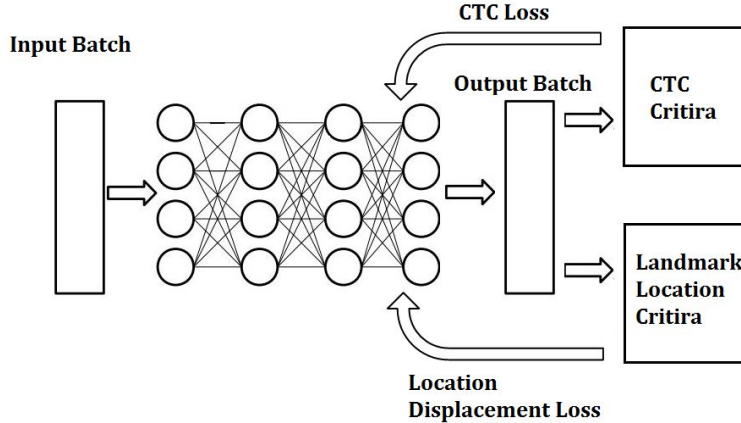 CTC Loss
Input Batch
Output Batch
CTC
Critira
Landmark
Location
Critira
Location
Displacement Loss